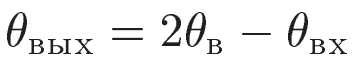 θвых = 2θв − θвх